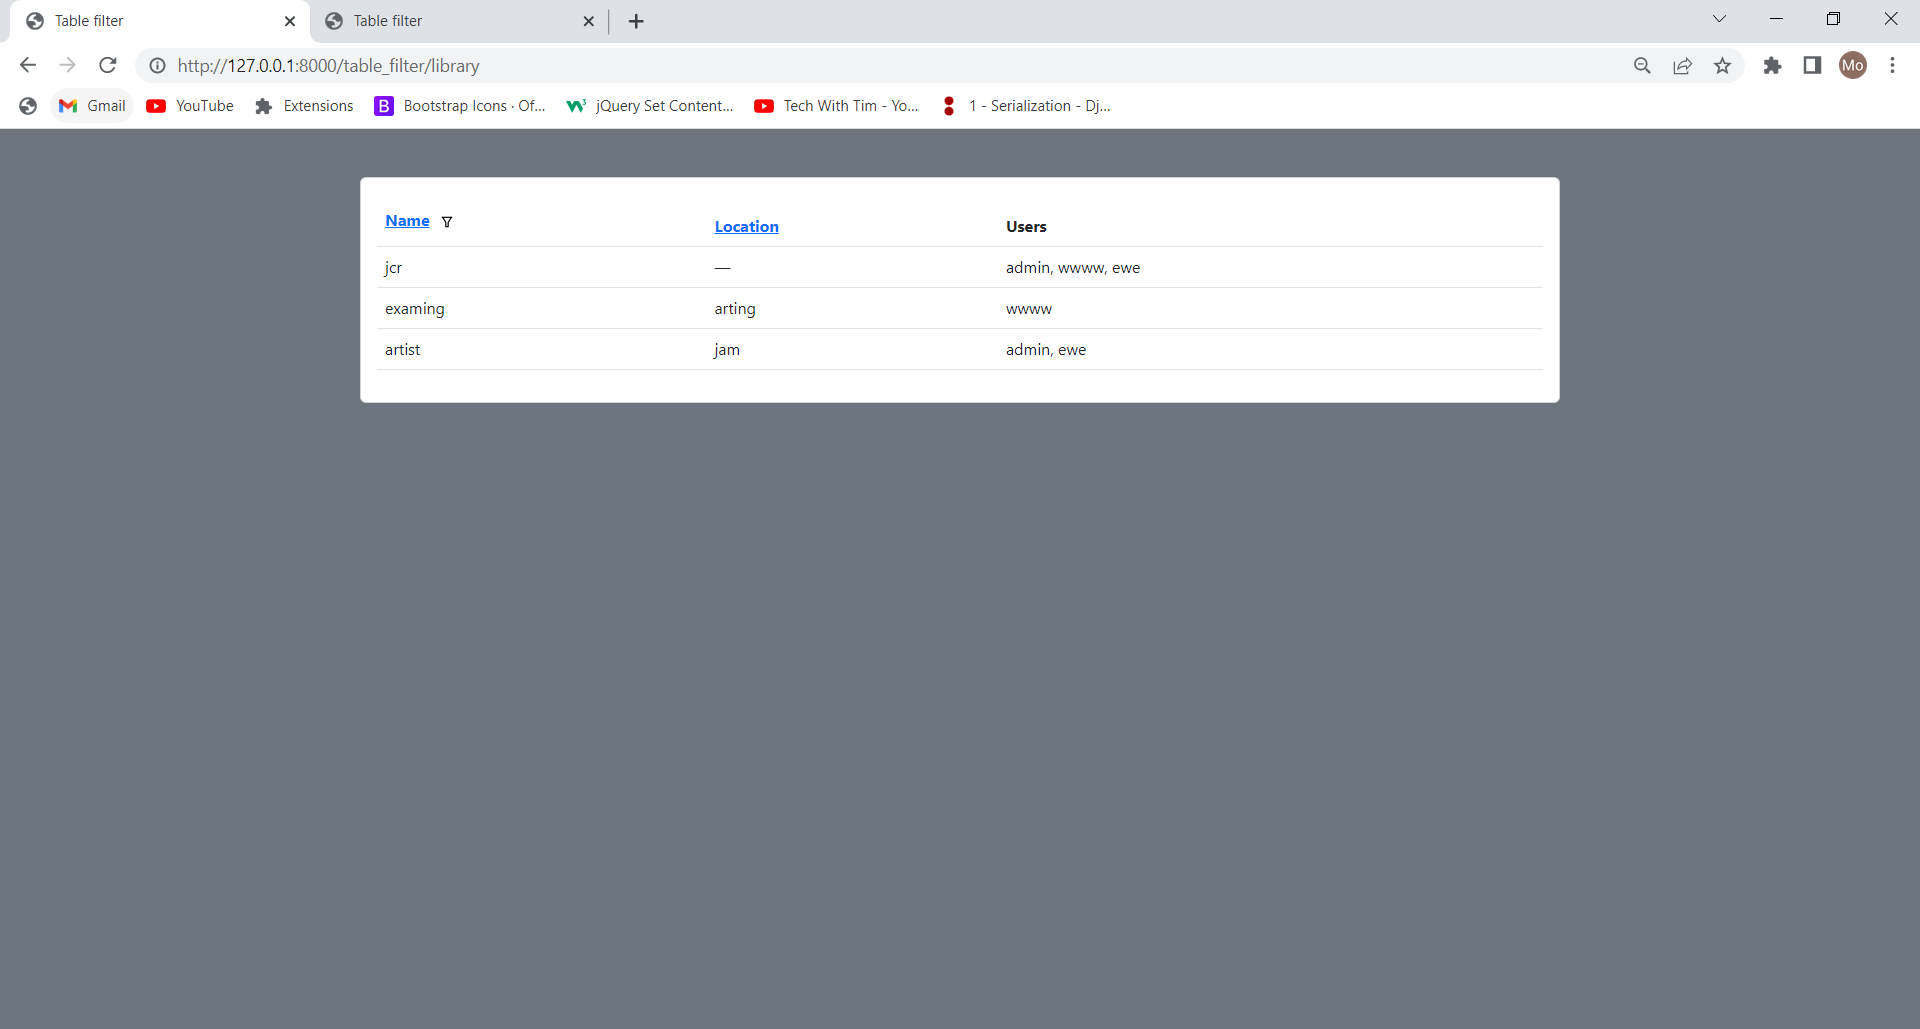 Table filter
Table filter
http://127.0.0.1:8000/table_filter/library
Mo
Gmail
YouTube
Extensions
B
Bootstrap Icons · Of...
W3
jQuery Set Content...
Tech With Tim - Yo...
1 - Serialization - Dj...
Name Location Users
jcr — admin, wwww, ewe
examing arting wwww
artist jam admin, ewe